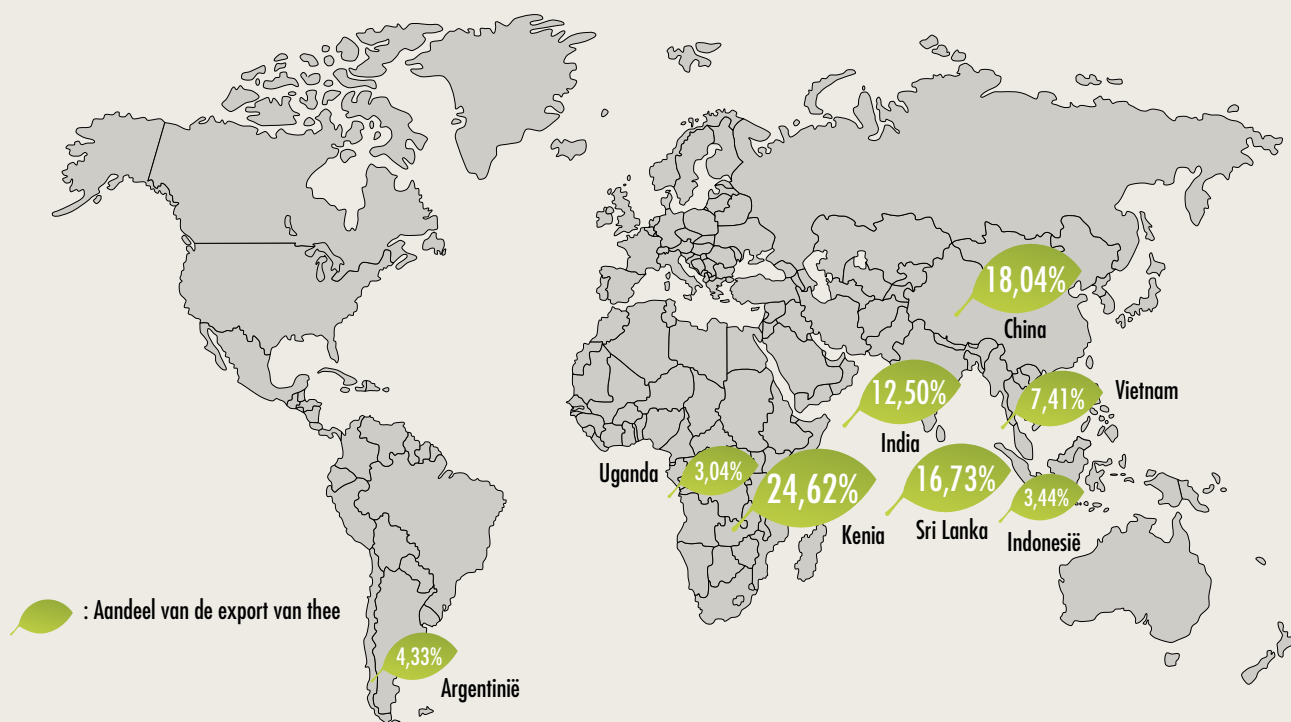 18,04%
China
12,50%
India
7,41%
Vietnam
Uganda
3,04%
24,62%
Kenia
16,73%
Sri Lanka
3,44%
Indonesië
: Aandeel van de export van thee
4,33%
Argentinië